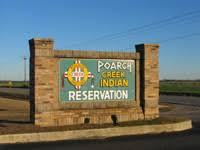 POARCH
CREEK INDIAN
RESERVATION